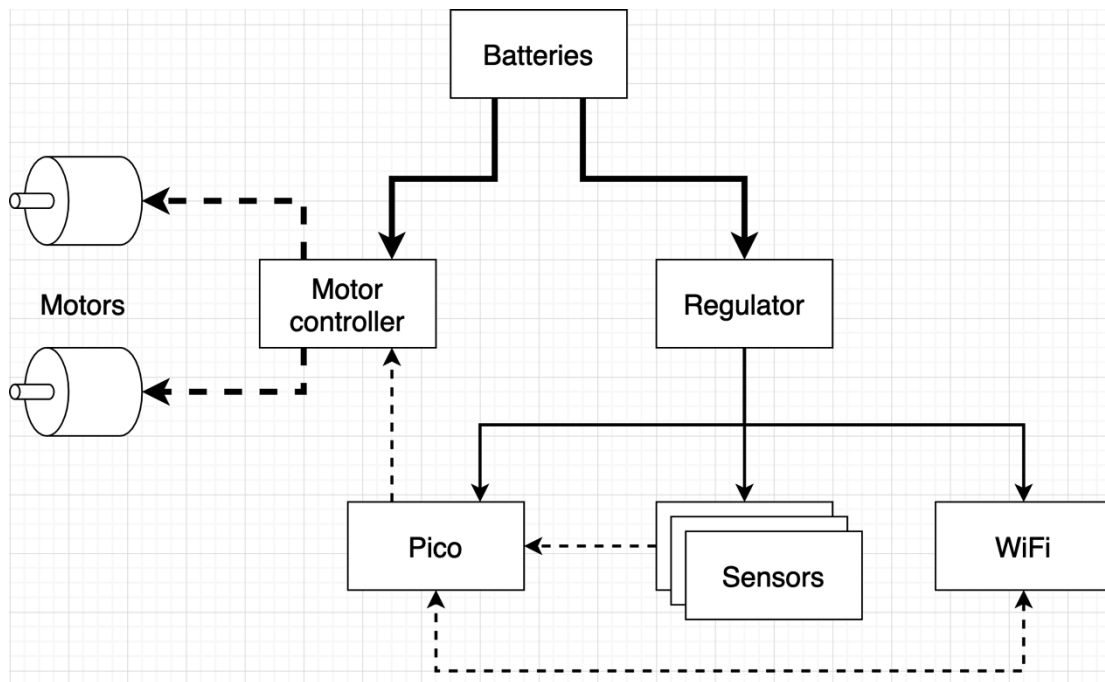 Batteries
Motors
Motor
controller
Regulator
Pico
Sensors
WiFi